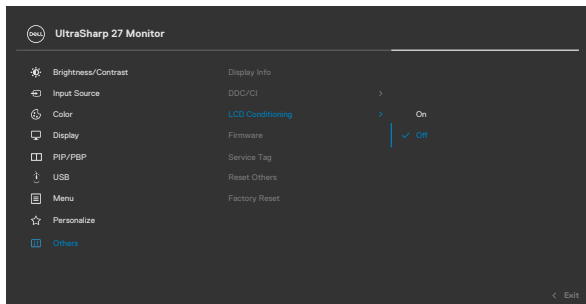 DELL UltraSharp 27 Monitor
Brightness/Contrast Display Info
Input Source DDC/CI
Color LCD Conditioning On
Display Firmware Off
PIP/PBP Service Tag
USB Reset Others
Menu Factory Reset
Personalize
Others
Exit